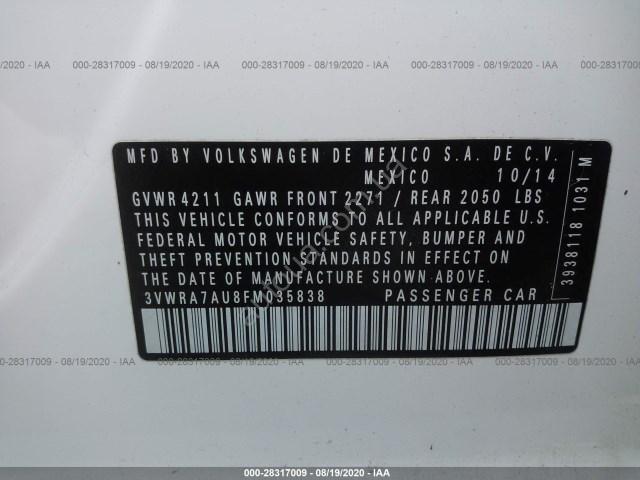 000-28317009 - 08/19/2020 - IAA
MFD BY VOLKSWAGEN DE MEXICO S.A. DE C.V.
MEXICO 10/14
GVWR 4211 GAWR FRONT 2171 / REAR 2050 LBS
THIS VEHICLE CONFORMS TO ALL APPLICABLE U.S.
FEDERAL MOTOR VEHICLE SAFETY, BUMPER AND
THEFT PREVENTION STANDARDS IN EFFECT ON
THE DATE OF MANUFACTURE SHOWN ABOVE.
3VWRA7AU8FM035838 PASSENGER CAR
3938118 1031 M
000-28317009 - 08/19/2020 - IAA